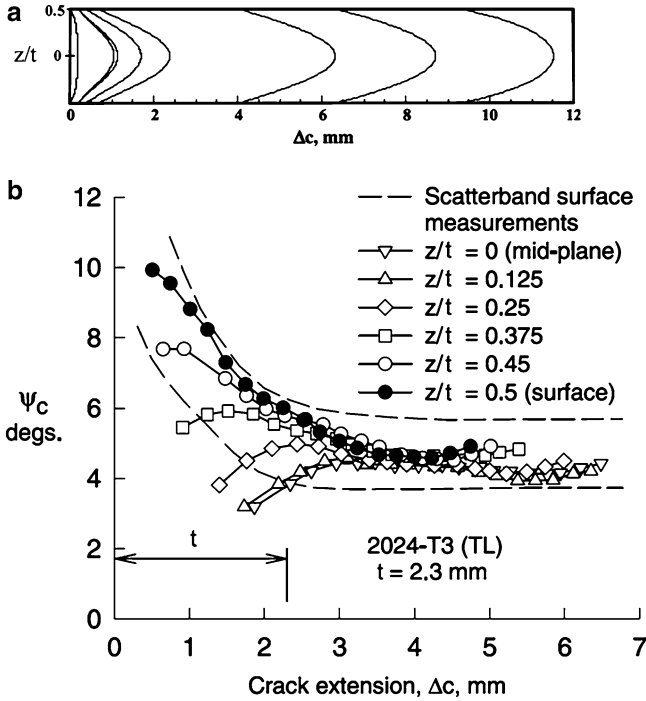 a
0.5
z/t
0
0
2
4
6
8
10
12
Δc, mm
b
12
10
8
6
4
2
0
ψC
degs.
Scatterband surface
measurements
z/t = 0 (mid-plane)
z/t = 0.125
z/t = 0.25
z/t = 0.375
z/t = 0.45
z/t = 0.5 (surface)
t
2024-T3 (TL)
t = 2.3 mm
0
1
2
3
4
5
6
7
Crack extension, Δc, mm